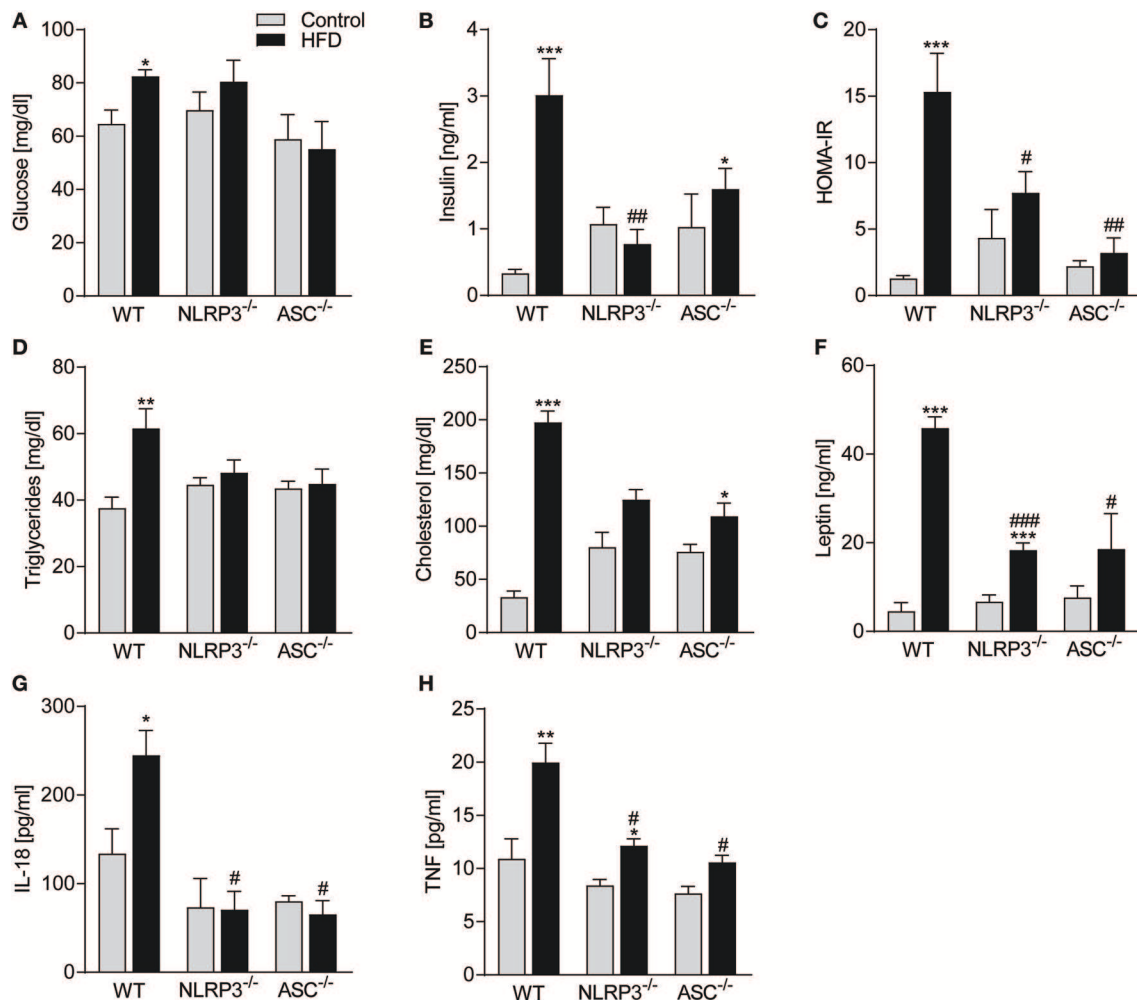 A
Control
HFD
Glucose [mg/dl]
100
80
60
40
20
0
*
WT NLRP3-/- ASC-/-
B
Insulin [ng/ml]
4
3
2
1
0
***
##
*
WT NLRP3-/- ASC-/-
C
HOMA-IR
20
15
10
5
0
***
#
##
WT NLRP3-/- ASC-/-
D
Triglycerides [mg/dl]
80
60
40
20
0
**
WT NLRP3-/- ASC-/-
E
Cholesterol [mg/dl]
250
200
150
100
50
0
***
*
WT NLRP3-/- ASC-/-
F
Leptin [ng/ml]
60
40
20
0
***
###
***
#
WT NLRP3-/- ASC-/-
G
IL-18 [pg/ml]
300
200
100
0
*
#
#
WT NLRP3-/- ASC-/-
H
TNF [pg/ml]
25
20
15
10
5
0
**
#
*
#
WT NLRP3-/- ASC-/-